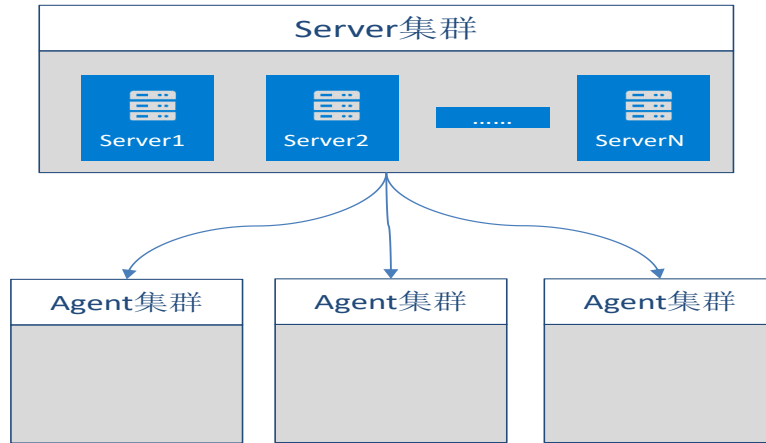 Server集群
Server1
Server2
......
ServerN
Agent集群
Agent集群
Agent集群